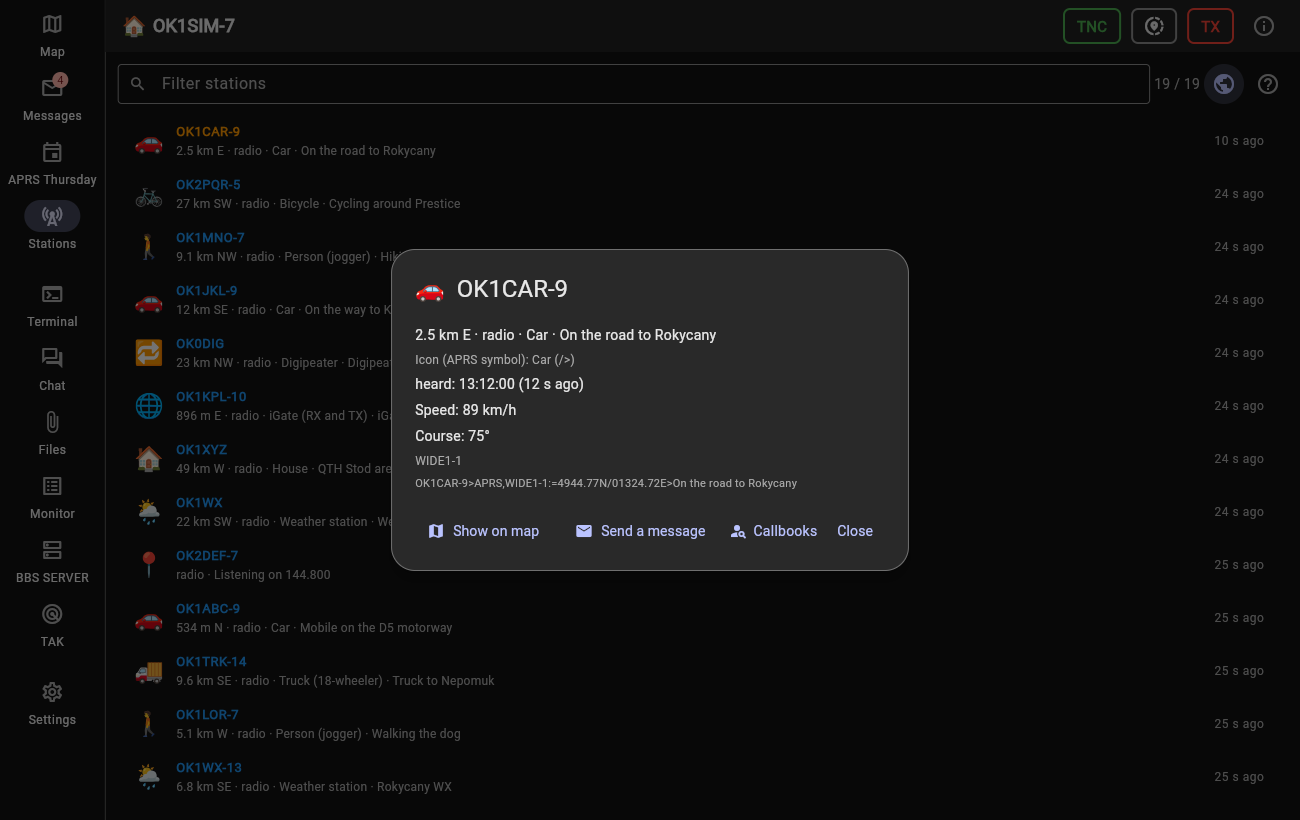 OK1SIM-7
TNC
TX
Map
4
Messages
APRS Thursday
Stations
Terminal
Chat
Files
Monitor
BBS SERVER
TAK
Settings
Filter stations
19 / 19
OK1CAR-9
2.5 km E · radio · Car · On the road to Rokycany
10 s ago
OK2PQR-5
27 km SW · radio · Bicycle · Cycling around Prestice
24 s ago
OK1MNO-7
9.1 km NW · radio · Person (jogger) · Hik
24 s ago
OK1JKL-9
12 km SE · radio · Car · On the way to K
24 s ago
OK0DIG
23 km NW · radio · Digipeater · Digipea
24 s ago
OK1KPL-10
896 m E · radio · iGate (RX and TX) · iGa
24 s ago
OK1XYZ
49 km W · radio · House · QTH Stod are
24 s ago
OK1WX
22 km SW · radio · Weather station · We
24 s ago
OK2DEF-7
radio · Listening on 144.800
25 s ago
OK1ABC-9
534 m N · radio · Car · Mobile on the D5 motorway
25 s ago
OK1TRK-14
9.6 km SE · radio · Truck (18-wheeler) · Truck to Nepomuk
25 s ago
OK1LOR-7
5.1 km W · radio · Person (jogger) · Walking the dog
25 s ago
OK1WX-13
6.8 km SE · radio · Weather station · Rokycany WX
25 s ago
OK1CAR-9
2.5 km E · radio · Car · On the road to Rokycany
Icon (APRS symbol): Car (/>)
heard: 13:12:00 (12 s ago)
Speed: 89 km/h
Course: 75°
WIDE1-1
OK1CAR-9>APRS,WIDE1-1:=4944.77N/01324.72E>On the road to Rokycany
Show on map
Send a message
Callbooks
Close